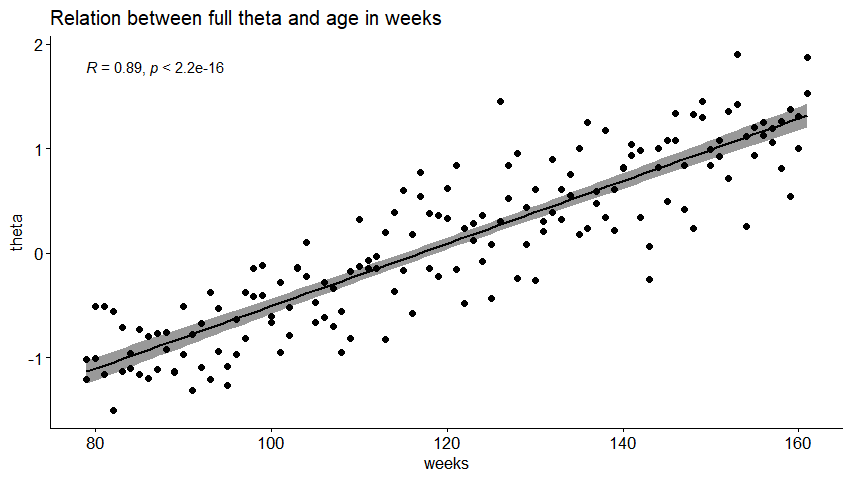 Relation between full theta and age in weeks
R = 0.89, p < 2.2e-16
2
1
0
-1
theta
80 100 120 140 160
weeks